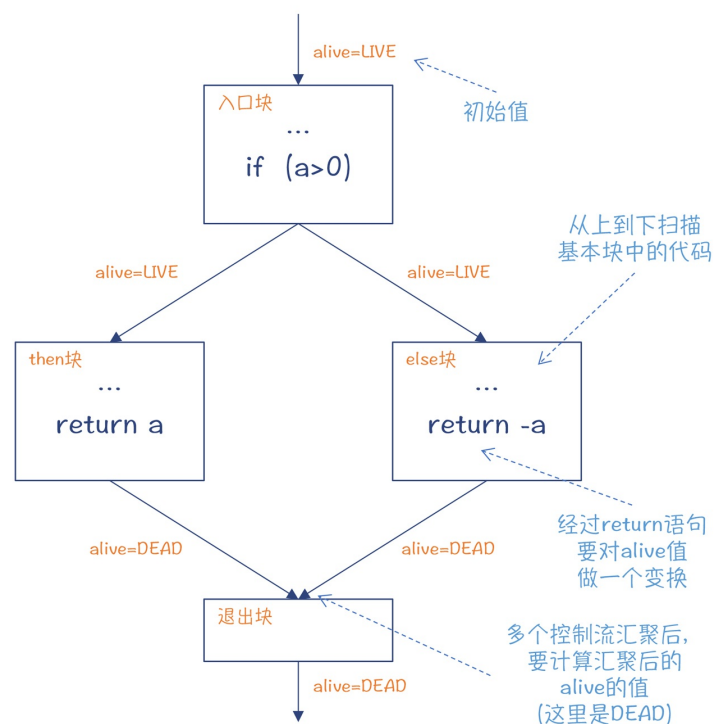 alive=LIVE
初始值
入口块
...
if (a>0)
从上到下扫描
基本块中的代码
alive=LIVE
alive=LIVE
then块
...
return a
else块
...
return -a
经过return语句
要对alive值
做一个变换
alive=DEAD
alive=DEAD
退出块
多个控制流汇聚后,
要计算汇聚后的
alive的值
(这里是DEAD)
alive=DEAD